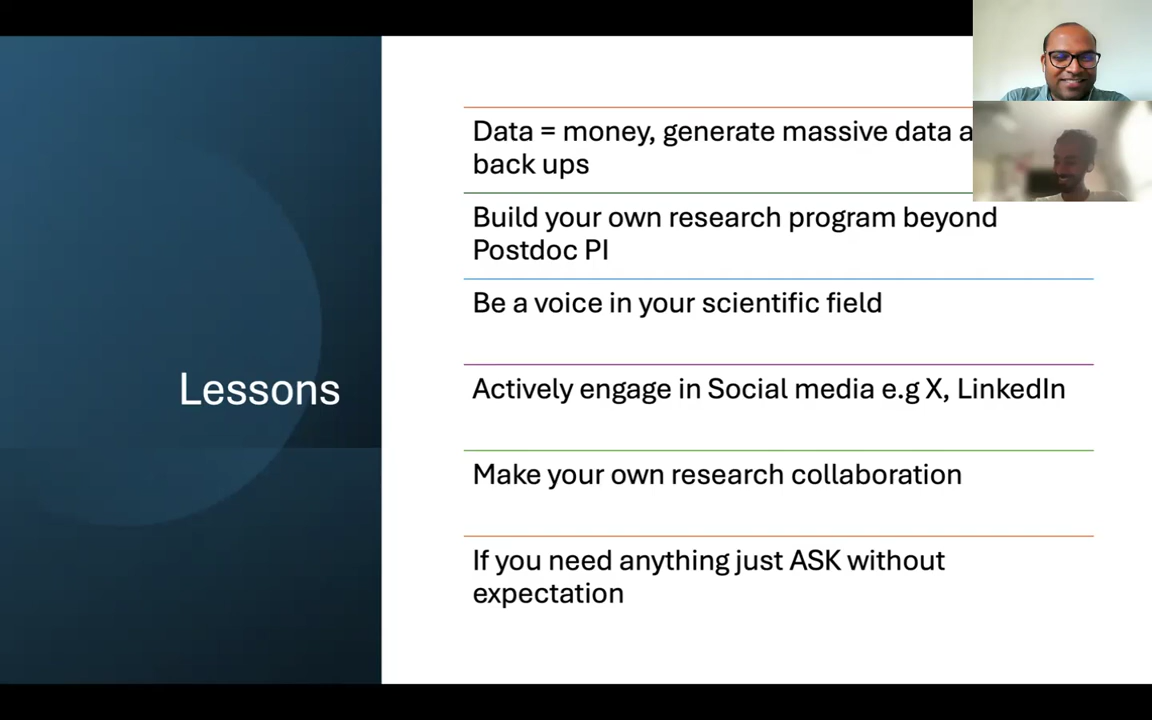 Lessons
Data = money, generate massive data
back ups
Build your own research program beyond
Postdoc PI
Be a voice in your scientific field
Actively engage in Social media e.g X, LinkedIn
Make your own research collaboration
If you need anything just ASK without
expectation